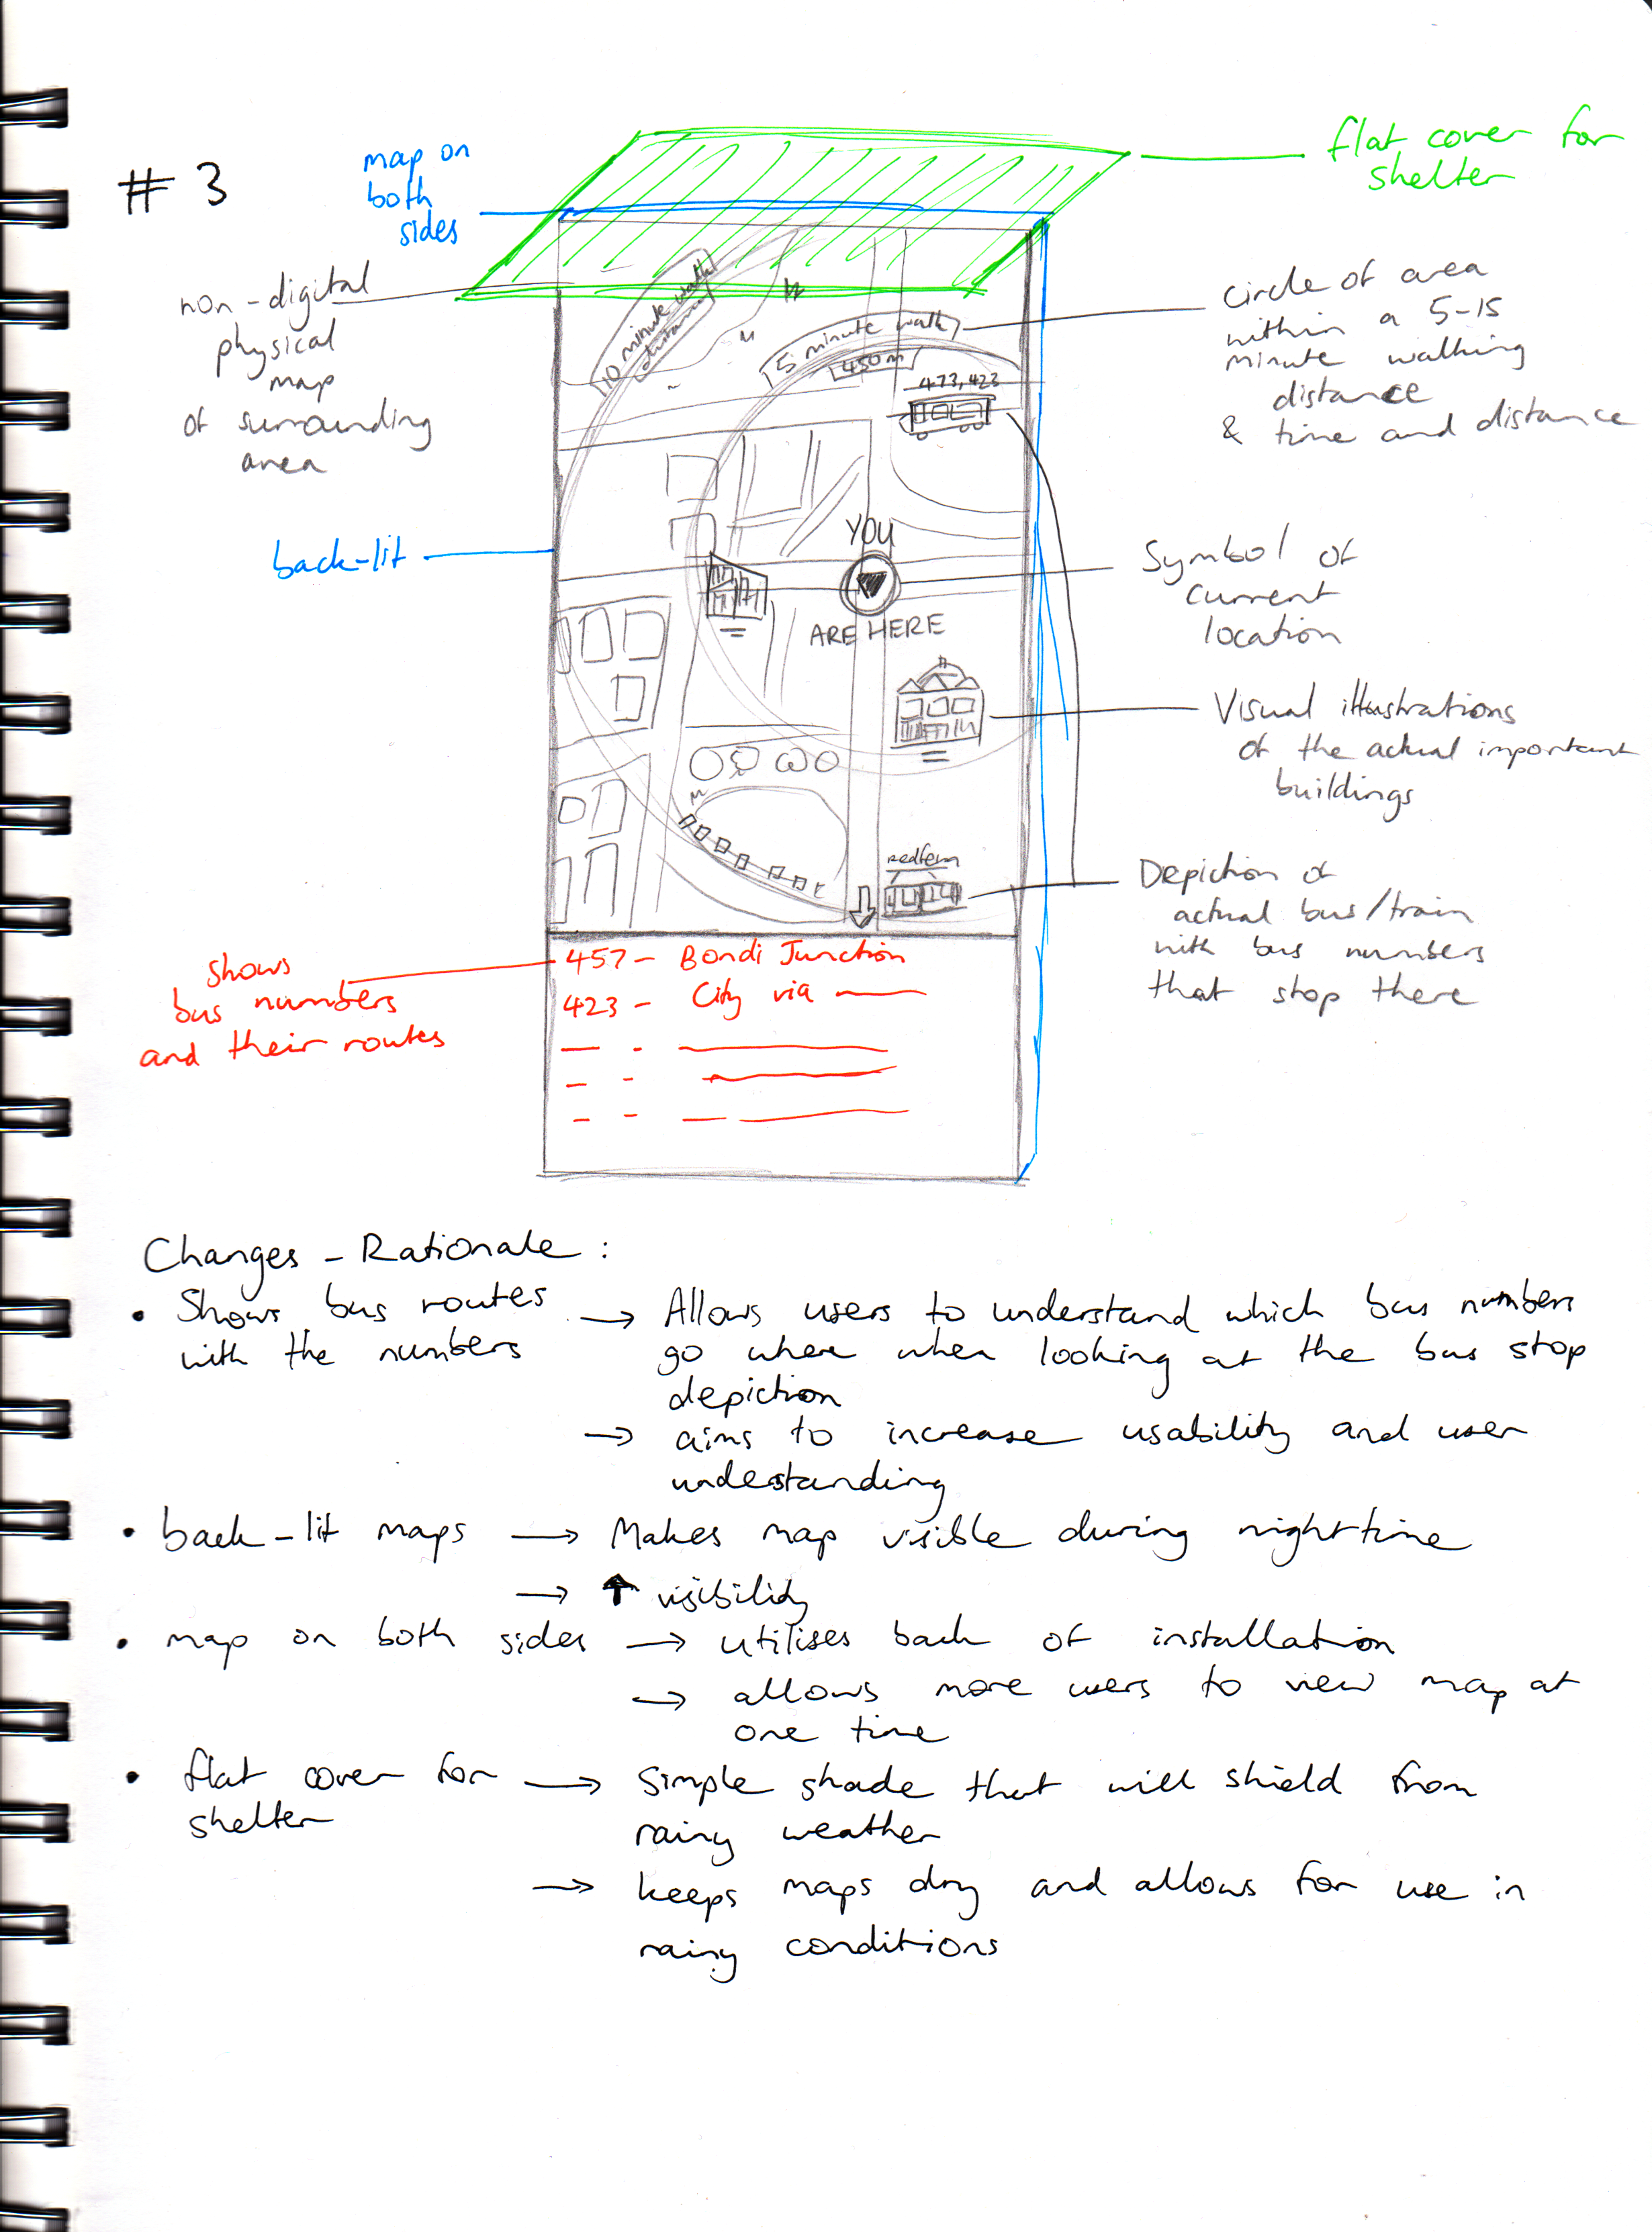 # 3
map on
both
sides
flat cover for
shelter
non-digital
physical
map
of surrounding
area
10 minute walk
distance
5 minute walk
450m
473, 423
circle of area
within a 5-15
minute walking
distance
& time and distance
back-lit
YOU
ARE HERE
Symbol of
current
location
Visual illustrations
of the actual important
buildings
redfern
Depiction of
actual bus/train
with bus numbers
that stop there
shows
bus numbers
and their routes
457 - Bondi Junction
423 - City via
Changes - Rationale :
• Shows bus routes → Allows users to understand which bus numbers
with the numbers go where when looking at the bus stop
depiction
→ aims to increase usability and user
undestanding
• back-lit maps → Makes map visible during nighttime
→ ↑ visibility
• map on both sides → utilises back of installation
→ allows more users to view map at
one time
• flat cover for → simple shade that will shield from
shelter rainy weather
→ keeps maps dry and allows for use in
rainy conditions